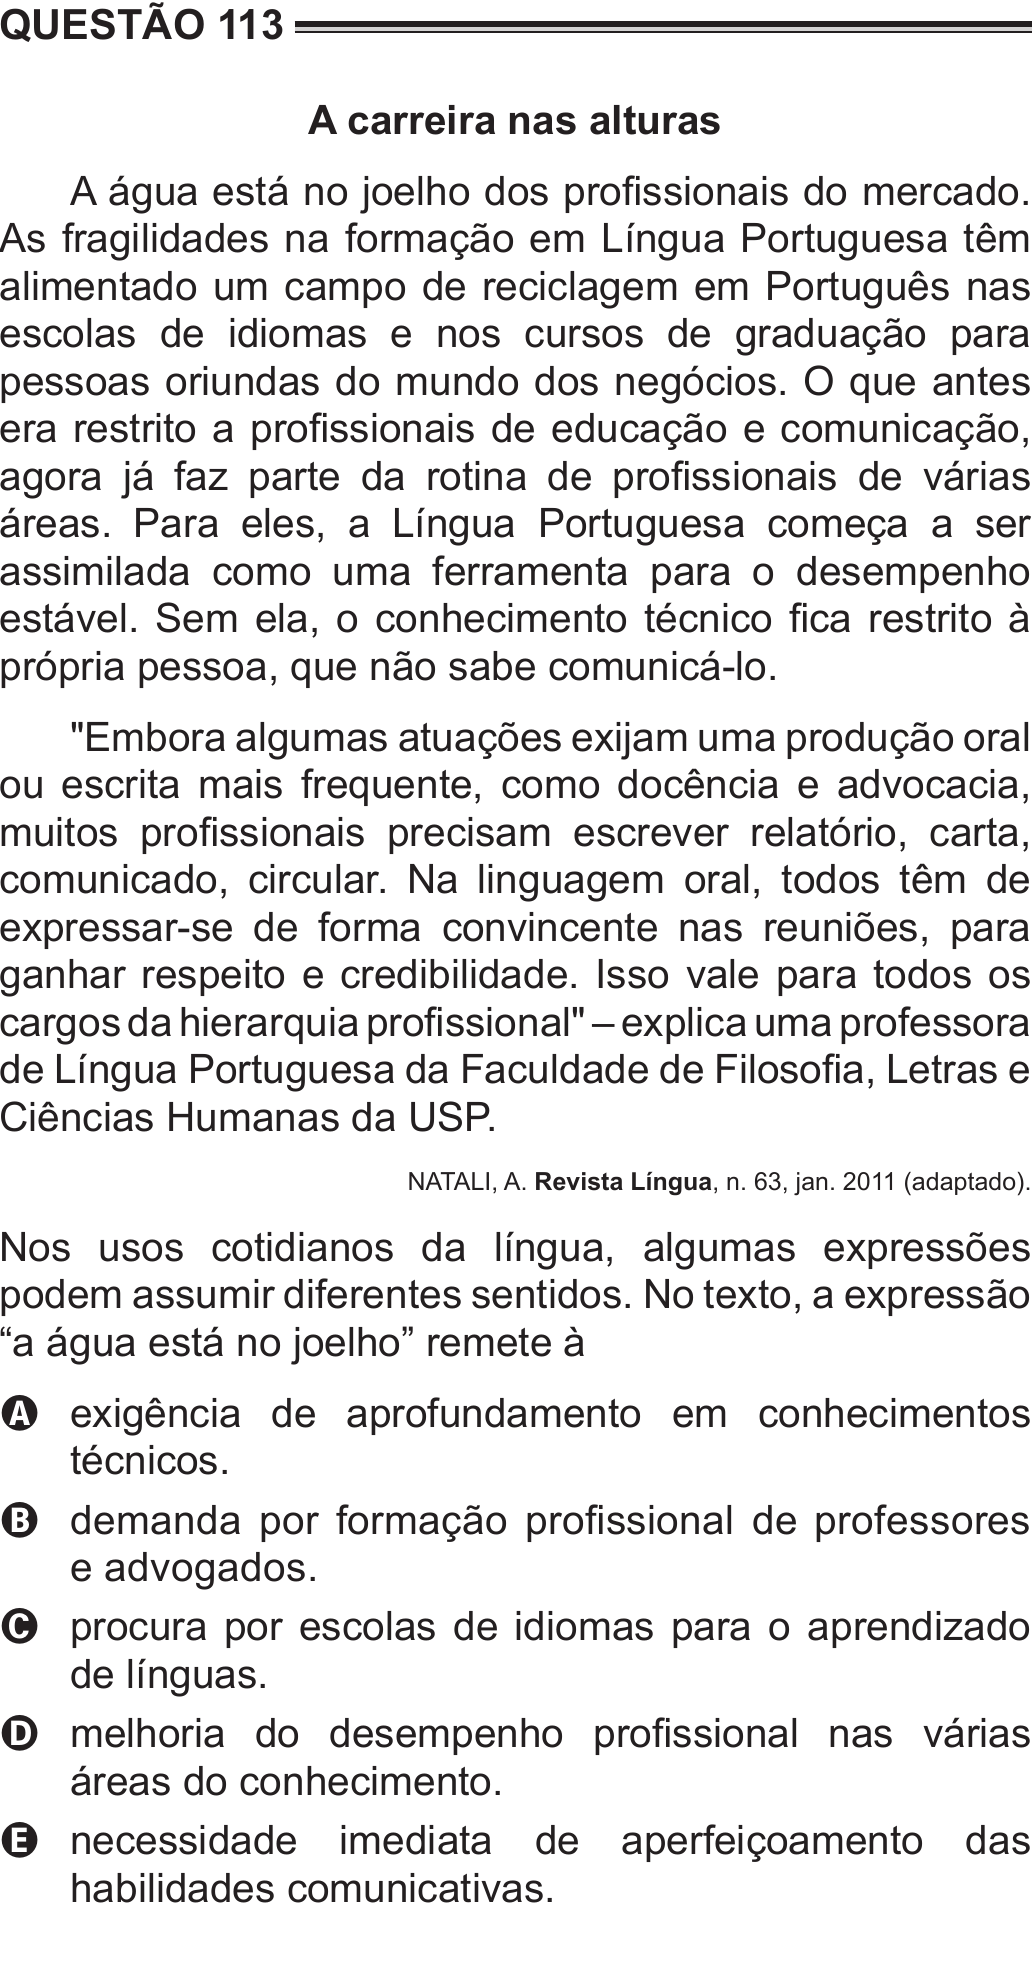 QUESTÃO 113
A carreira nas alturas
A água está no joelho dos profissionais do mercado.
As fragilidades na formação em Língua Portuguesa têm
alimentado um campo de reciclagem em Português nas
escolas de idiomas e nos cursos de graduação para
pessoas oriundas do mundo dos negócios. O que antes
era restrito a profissionais de educação e comunicação,
agora já faz parte da rotina de profissionais de várias
áreas. Para eles, a Língua Portuguesa começa a ser
assimilada como uma ferramenta para o desempenho
estável. Sem ela, o conhecimento técnico fica restrito à
própria pessoa, que não sabe comunicá-lo.
"Embora algumas atuações exijam uma produção oral
ou escrita mais frequente, como docência e advocacia,
muitos profissionais precisam escrever relatório, carta,
comunicado, circular. Na linguagem oral, todos têm de
expressar-se de forma convincente nas reuniões, para
ganhar respeito e credibilidade. Isso vale para todos os
cargos da hierarquia profissional" – explica uma professora
de Língua Portuguesa da Faculdade de Filosofia, Letras e
Ciências Humanas da USP.
NATALI, A. Revista Língua, n. 63, jan. 2011 (adaptado).
Nos usos cotidianos da língua, algumas expressões
podem assumir diferentes sentidos. No texto, a expressão
“a água está no joelho” remete à
A exigência de aprofundamento em conhecimentos
técnicos.
B demanda por formação profissional de professores
e advogados.
C procura por escolas de idiomas para o aprendizado
de línguas.
D melhoria do desempenho profissional nas várias
áreas do conhecimento.
E necessidade imediata de aperfeiçoamento das
habilidades comunicativas.